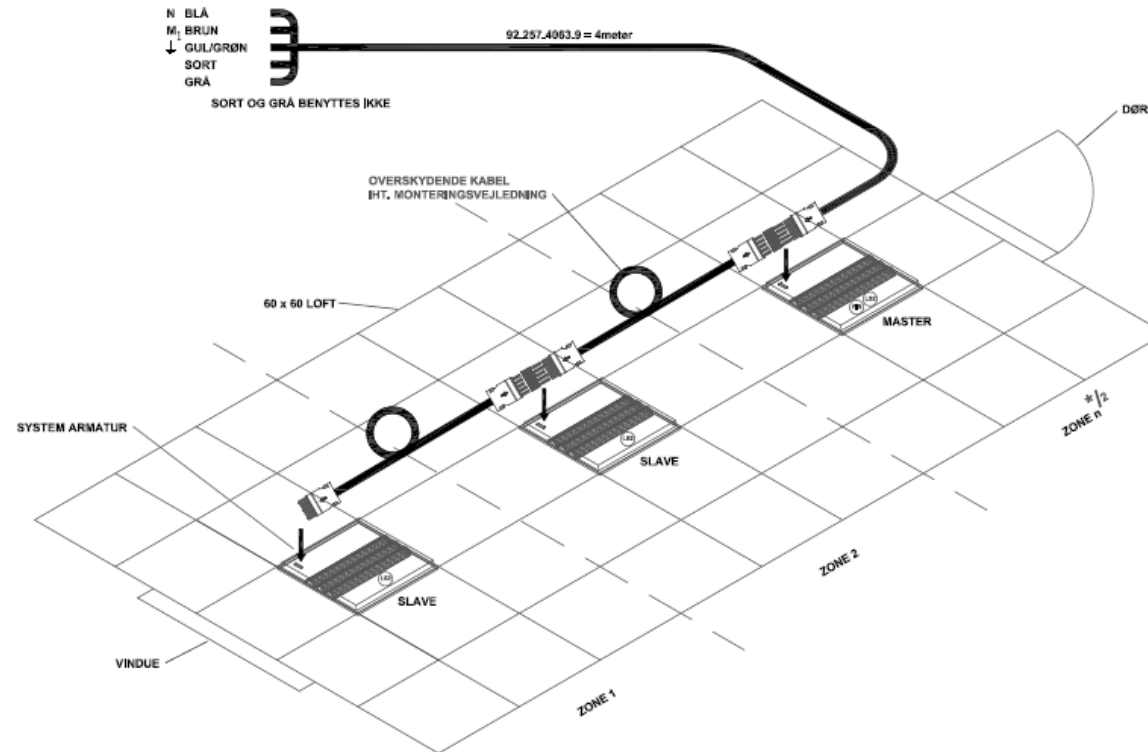 N BLÅ
M1 BRUN
GUL/GRØN
SORT
GRÅ
SORT OG GRÅ BENYTTES IKKE
92.257.4063.9 = 4meter
DØR
OVERSKYDENDE KABEL
IHT. MONTERINGSVEJLEDNING
60 x 60 LOFT
MASTER
SYSTEM ARMATUR
SLAVE
ZONE n */2
ZONE 2
SLAVE
VINDUE
ZONE 1